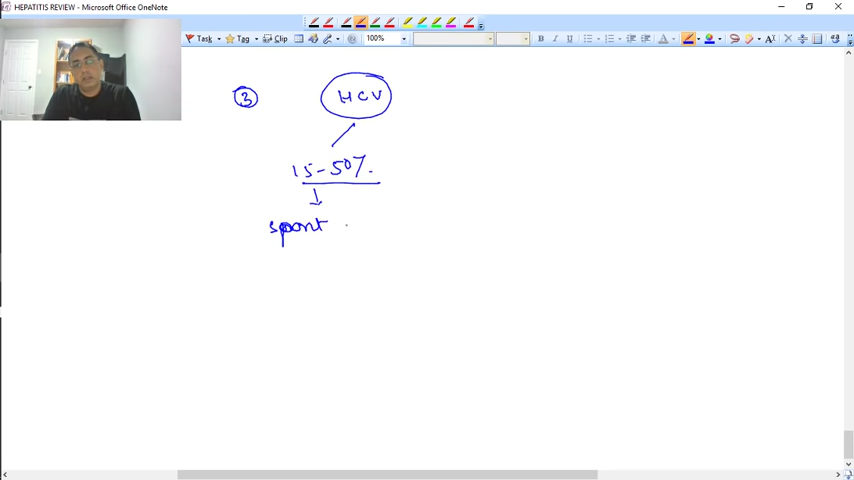 HEPATITIS REVIEW - Microsoft Office OneNote
Task Tag Clip 100% B I U A
3 HCV
15-50%.
spont